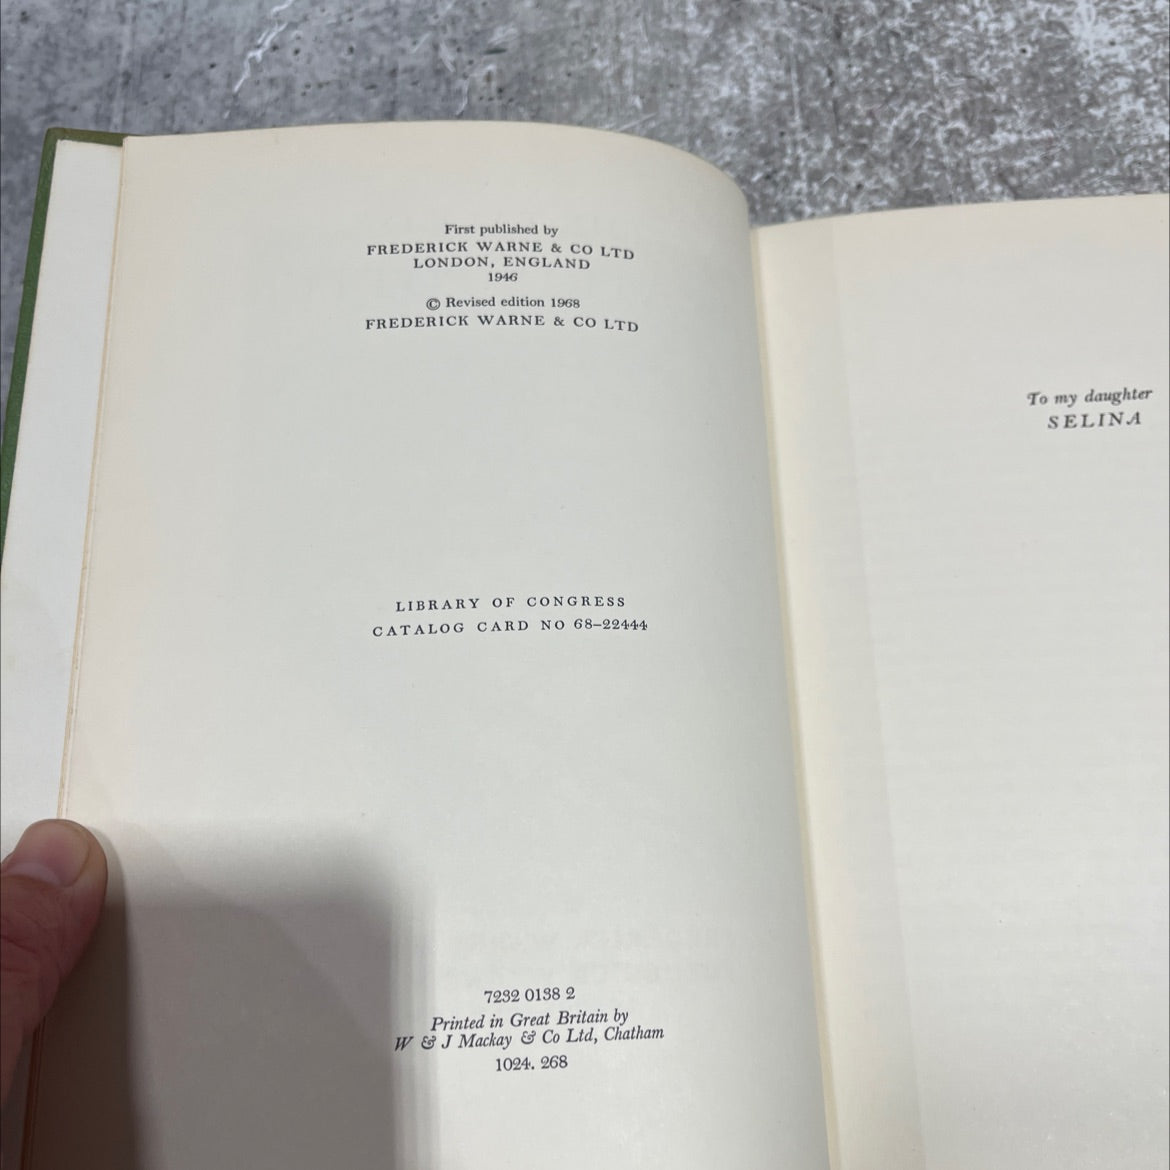 First published by
FREDERICK WARNE & CO LTD
LONDON, ENGLAND
1946
© Revised edition 1968
FREDERICK WARNE & CO LTD
LIBRARY OF CONGRESS
CATALOG CARD NO 68–22444
7232 0138 2
Printed in Great Britain by
W & J Mackay & Co Ltd, Chatham
1024. 268
To my daughter
SELINA